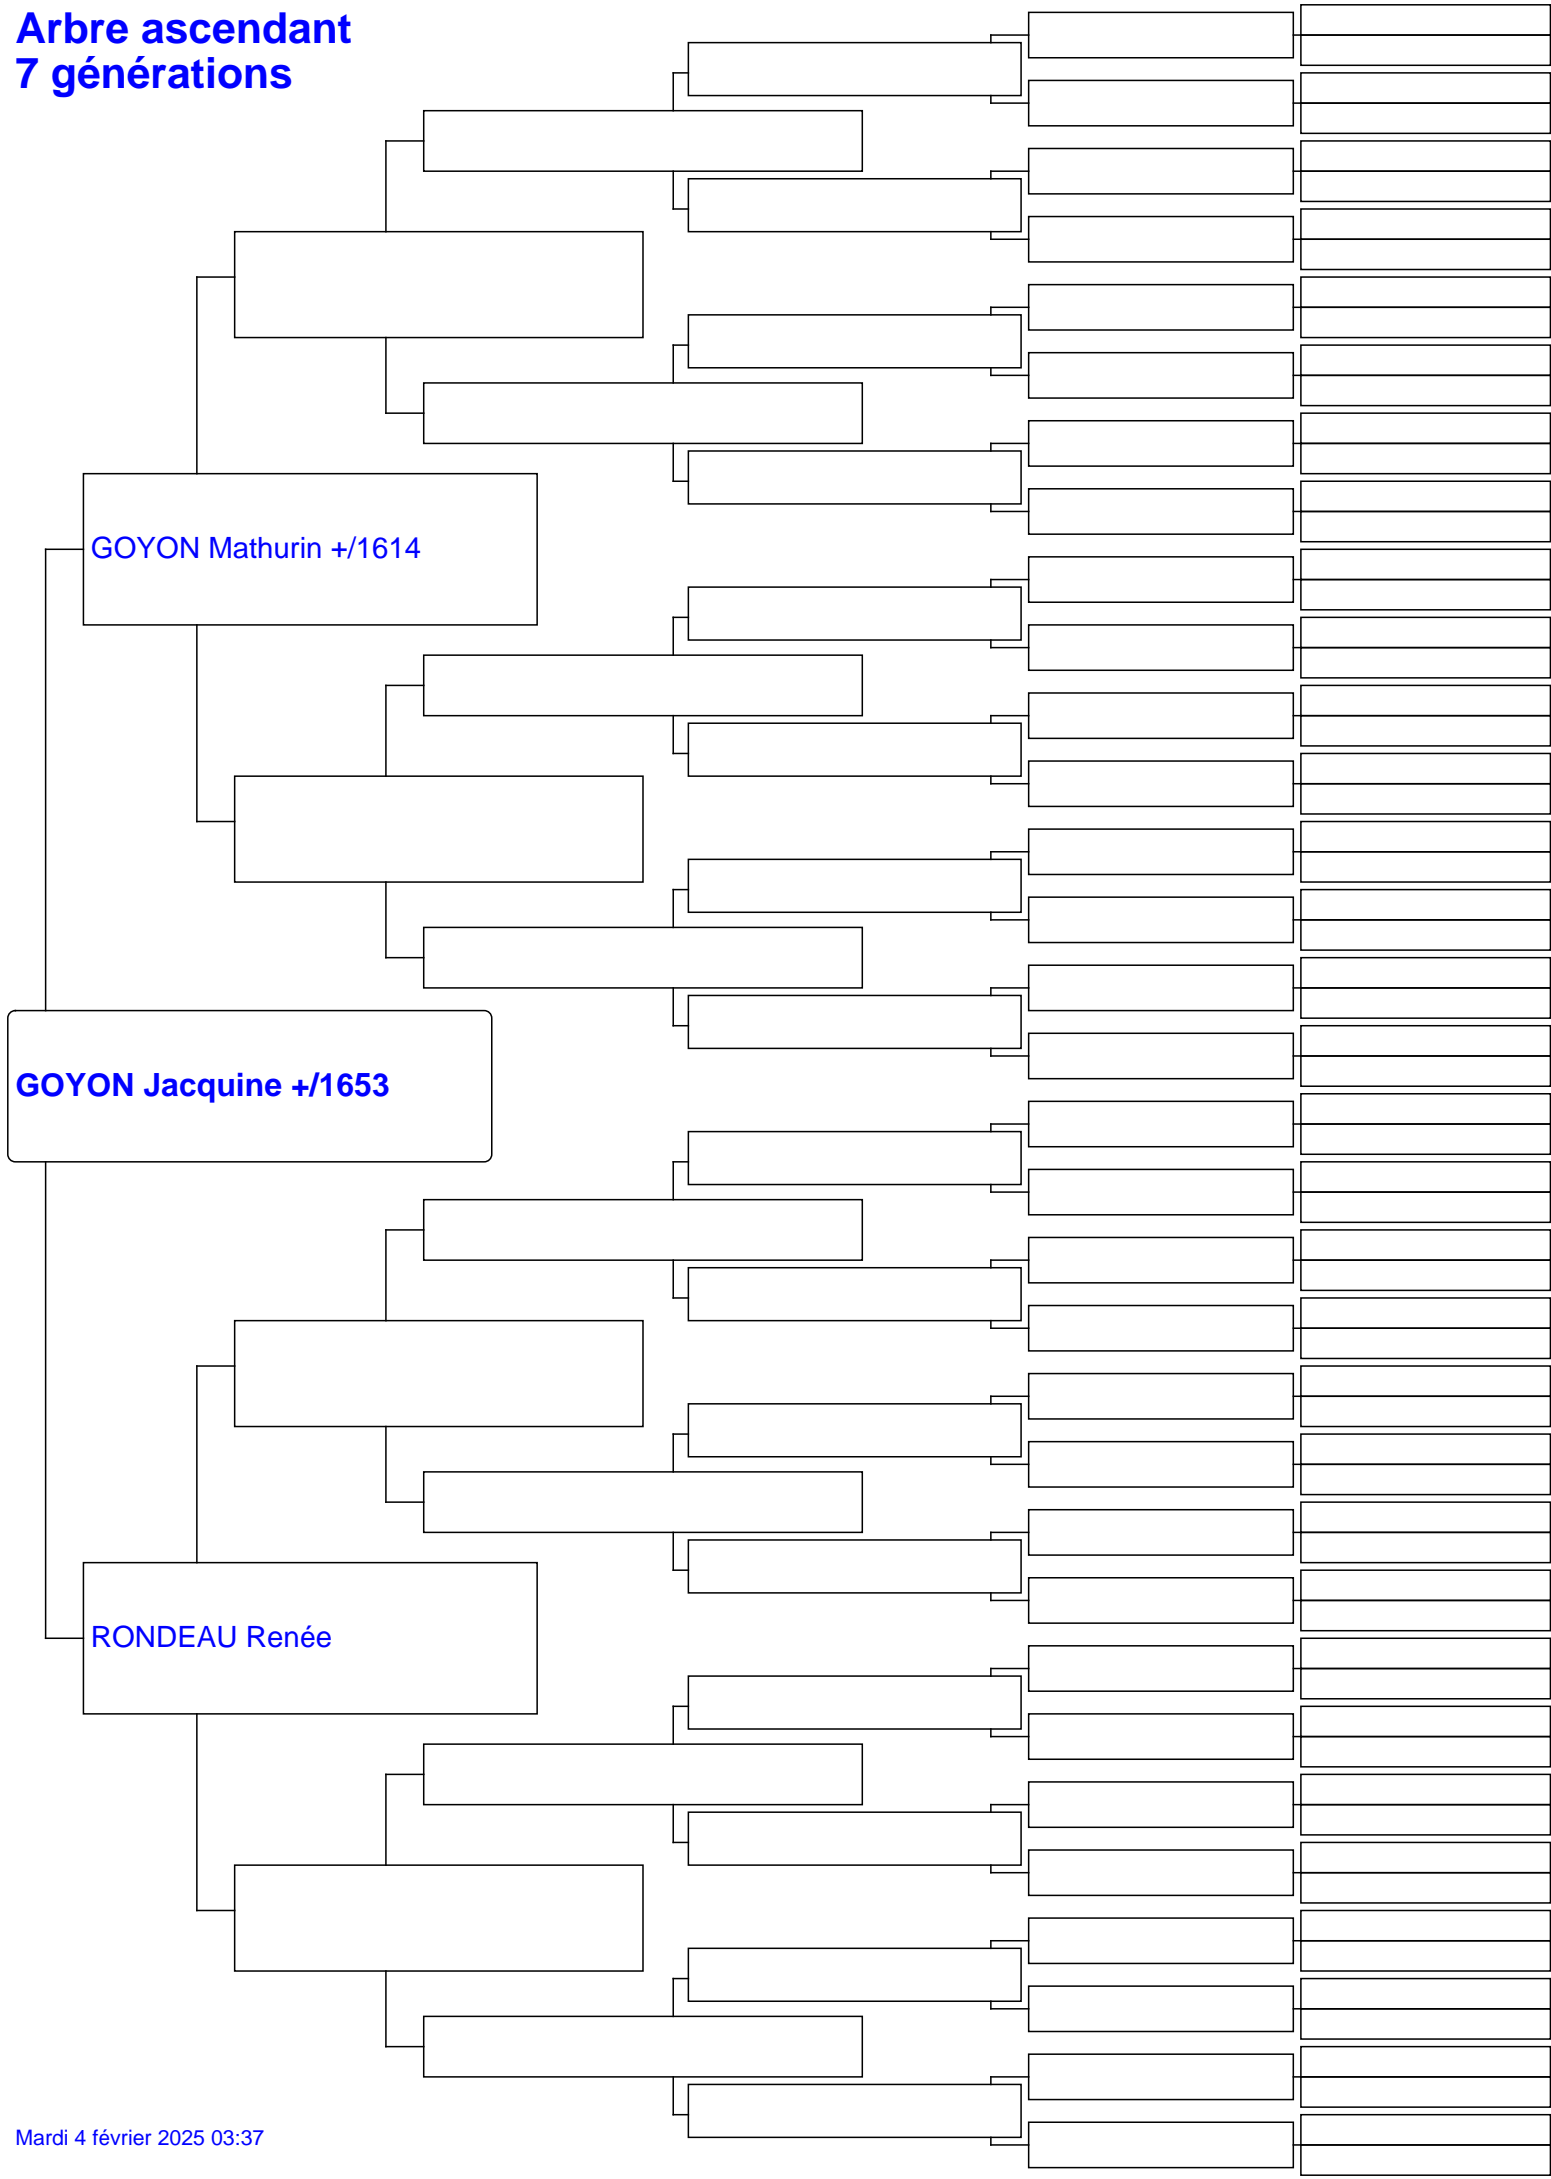 Arbre ascendant
7 générations
GOYON Mathurin +/1614
GOYON Jacquine +/1653
RONDEAU Renée
Mardi 4 février 2025 03:37